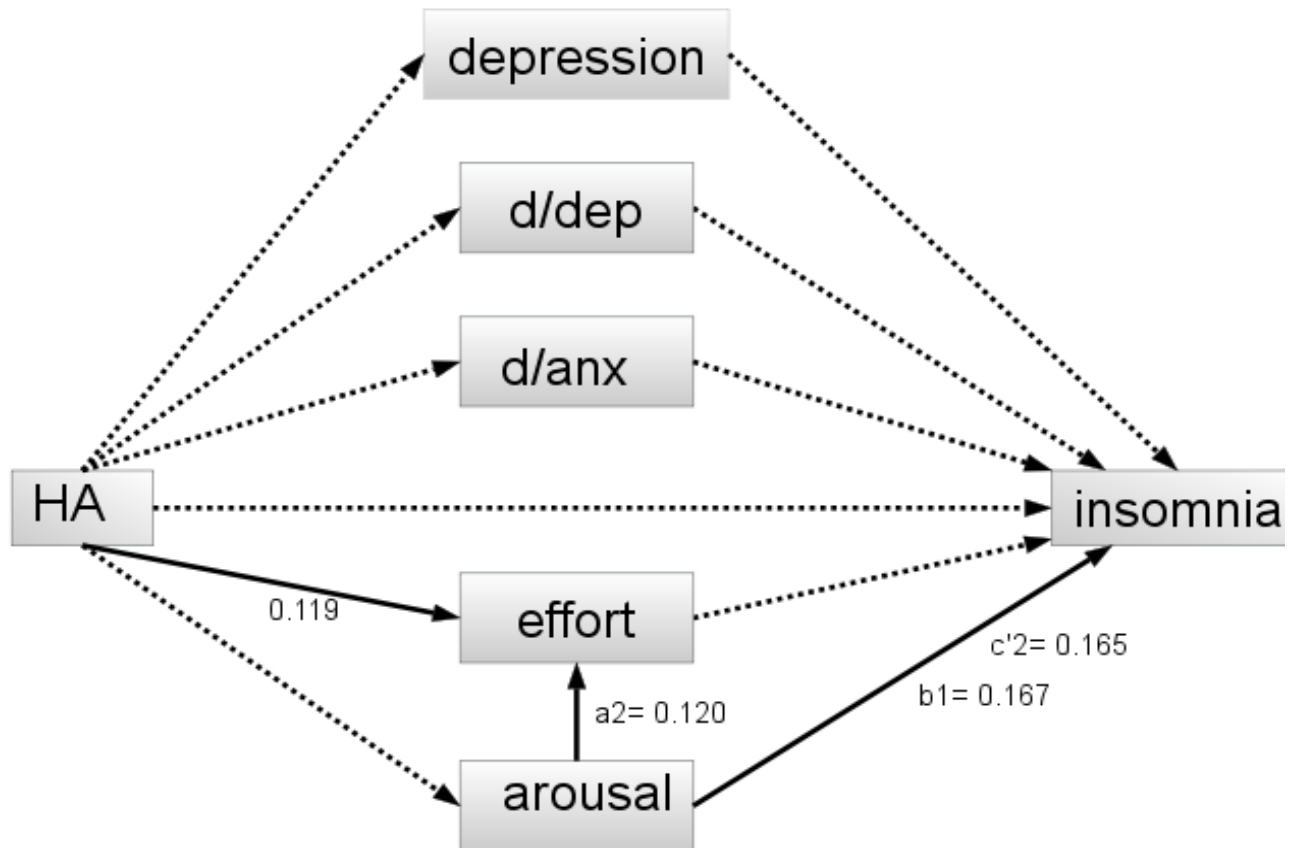 depression
d/dep
d/anx
HA
insomnia
0.119
effort
c'2= 0.165
b1= 0.167
a2= 0.120
arousal